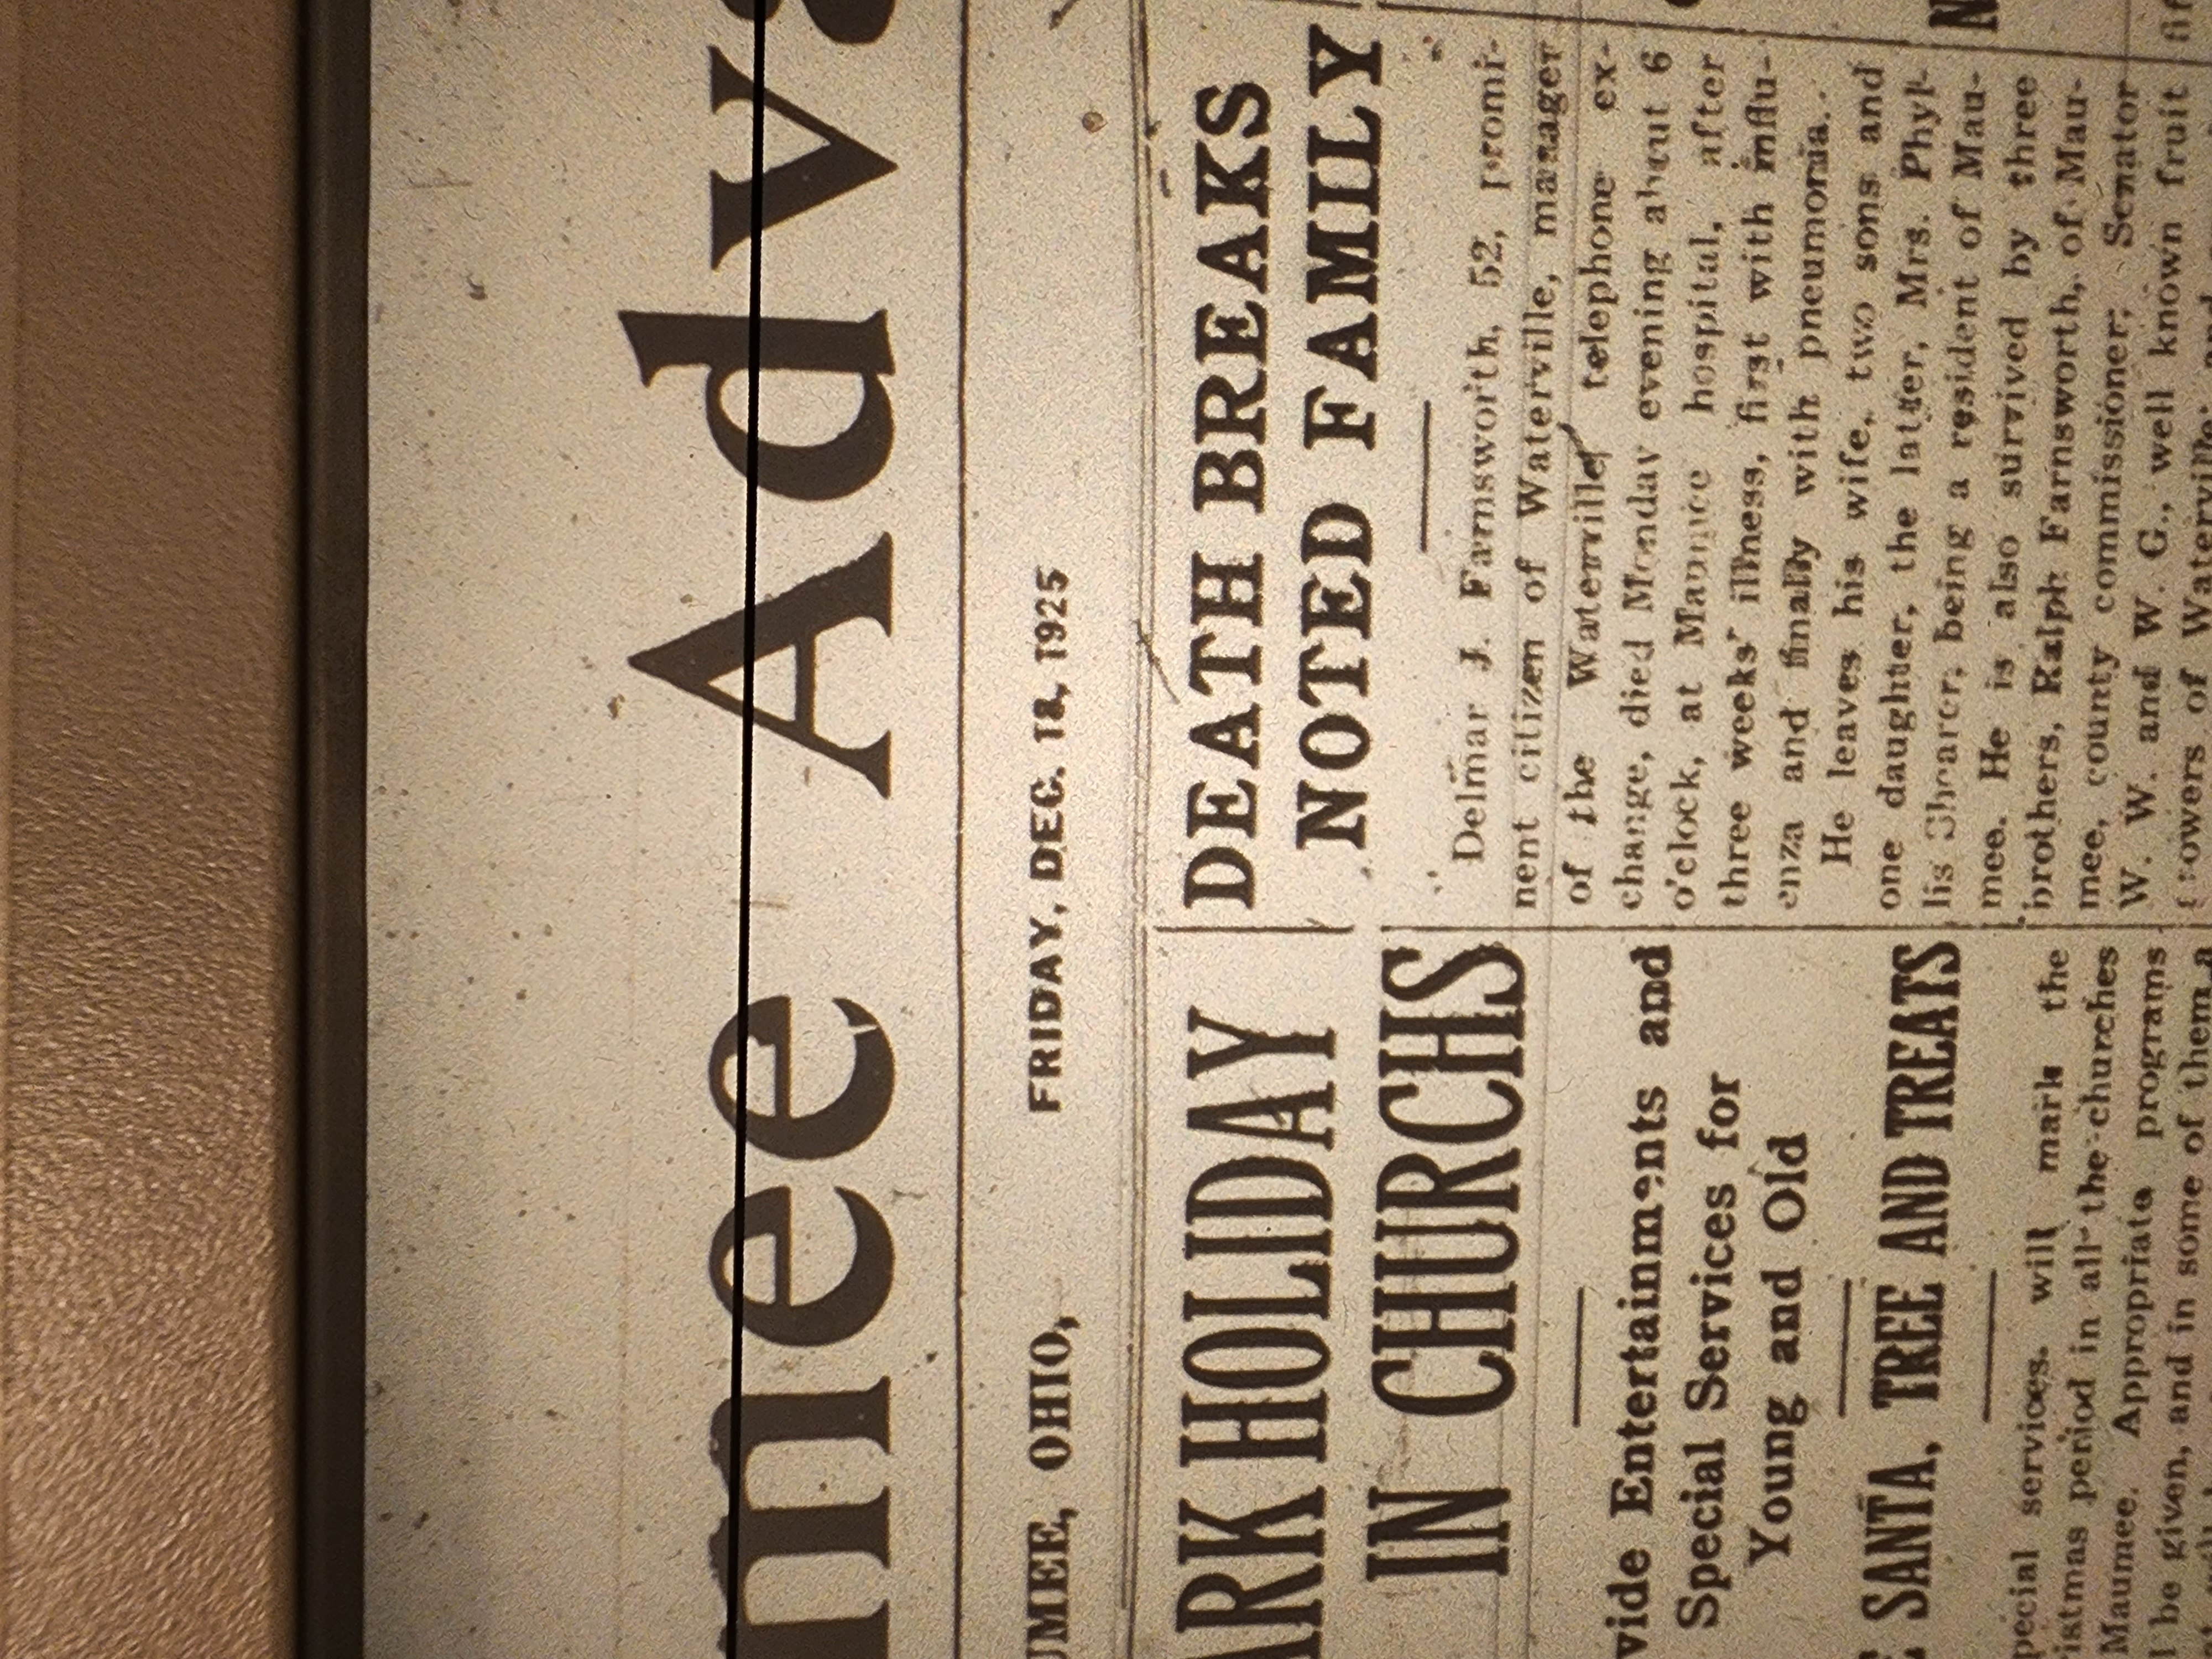 mee Adva
UMEE, OHIO,
FRIDAY, DEC. 18, 1925
ARK HOLIDAY
IN CHURCHS
vide Entertainments and
Special Services for
Young and Old
SANTA, TREE AND TREATS
pecial services will mark the
istmas period in all the churches
Maumee. Appropriate programs
l be given, and in some of them a
DEATH BREAKS
NOTED FAMILY
Delmar J. Farnsworth, 52, promi-
nent citizen of Waterville, manager
of the Waterville telephone ex-
change, died Monday evening about 6
o'clock, at Maumee hospital, after
three weeks' illness, first with influ-
enza and finally with pneumonia.
He leaves his wife, two sons and
one daughter, the latter, Mrs. Phyl-
lis Shearer, being a resident of Mau-
mee. He is also survived by three
brothers, Ralph Farnsworth, of Mau-
mee, county commissioner; Senator
W. W. and W. G., well known fruit
growers of Waterville